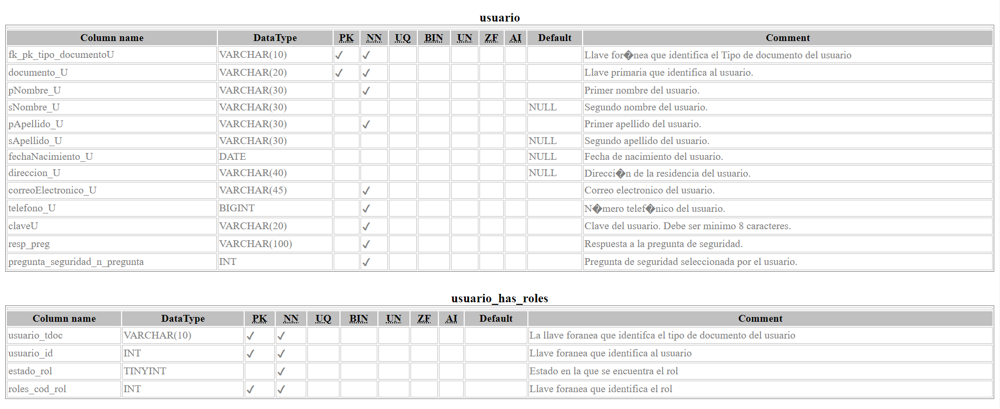 usuario
Column name DataType PK NN UQ BIN UN ZF AI Default Comment
fk_pk_tipo_documentoU VARCHAR(10) ✓ ✓ Llave for�nea que identifica el Tipo de documento del usuario
documento_U VARCHAR(20) ✓ ✓ Llave primaria que identifica al usuario.
pNombre_U VARCHAR(30) ✓ Primer nombre del usuario.
sNombre_U VARCHAR(30) NULL Segundo nombre del usuario.
pApellido_U VARCHAR(30) ✓ Primer apellido del usuario.
sApellido_U VARCHAR(30) NULL Segundo apellido del usuario.
fechaNacimiento_U DATE NULL Fecha de nacimiento del usuario.
direccion_U VARCHAR(40) NULL Direcci�n de la residencia del usuario.
correoElectronico_U VARCHAR(45) ✓ Correo electronico del usuario.
telefono_U BIGINT ✓ N�mero telef�nico del usuario.
claveU VARCHAR(20) ✓ Clave del usuario. Debe ser minimo 8 caracteres.
resp_preg VARCHAR(100) ✓ Respuesta a la pregunta de seguridad.
pregunta_seguridad_n_pregunta INT ✓ Pregunta de seguridad seleccionada por el usuario.
usuario_has_roles
Column name DataType PK NN UQ BIN UN ZF AI Default Comment
usuario_tdoc VARCHAR(10) ✓ ✓ La llave foranea que identifca el tipo de documento del usuario
usuario_id INT ✓ ✓ Llave foranea que identifica al usuario
estado_rol TINYINT ✓ Estado en la que se encuentra el rol
roles_cod_rol INT ✓ ✓ Llave foranea que identifica el rol